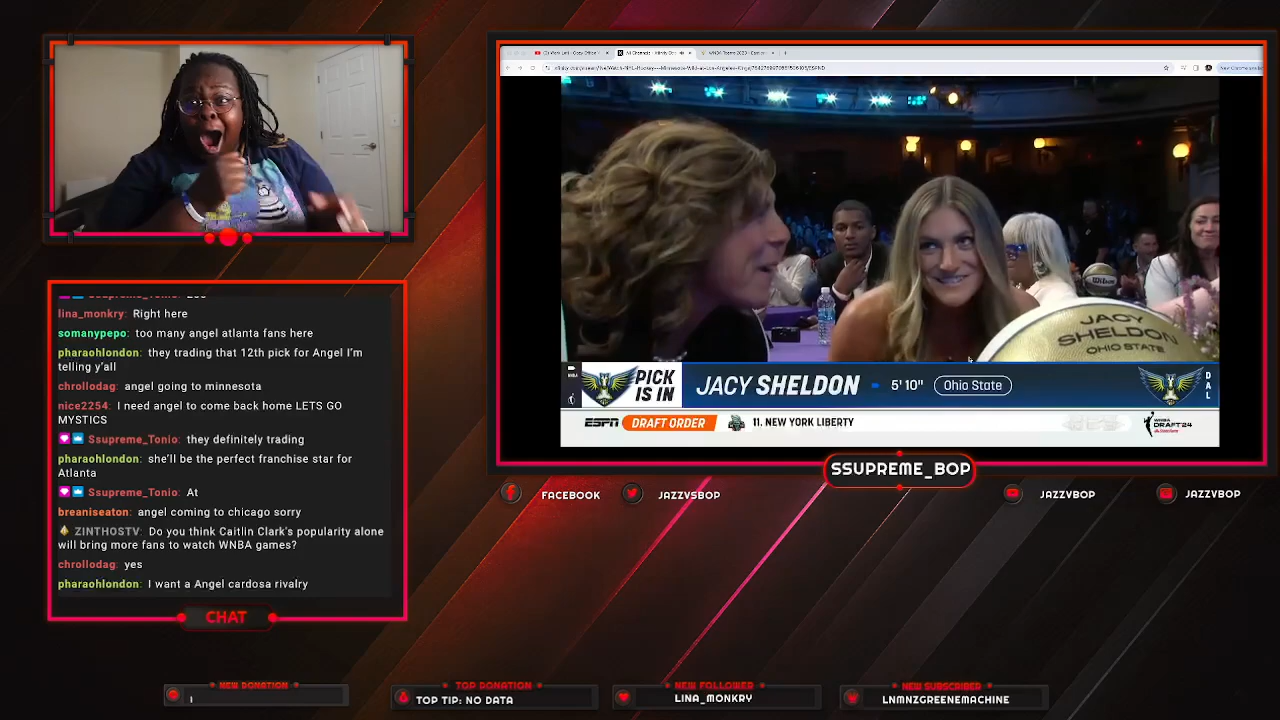 lina_monkry: Right here
somanypepo: too many angel atlanta fans here
pharaohlondon: they trading that 12th pick for Angel I'm
telling y'all
chrollodag: angel going to minnesota
nice2254: I need angel to come back home LETS GO
MYSTICS
Ssupreme_Tonio: they definitely trading
pharaohlondon: she'll be the perfect franchise star for
Atlanta
Ssupreme_Tonio: At
breaniseaton: angel coming to chicago sorry
ZINTHOSTV: Do you think Caitlin Clark's popularity alone
will bring more fans to watch WNBA games?
chrollodag: yes
pharaohlondon: I want a Angel cardosa rivalry
CHAT
JACY
SHELDON
OHIO STATE
PICK
IS IN
JACY SHELDON
5' 10"
Ohio State
DAL
ESPN
DRAFT ORDER
11. NEW YORK LIBERTY
WNBA
DRAFT'24
SSUPREME_BOP
FACEBOOK
JAZZVSBOP
JAZZVBOP
JAZZVBOP
NEW DONATION
TOP DONATION
TOP TIP: NO DATA
NEW FOLLOWER
LINA_MONKRY
NEW SUBSCRIBER
LNMNZGREENEMACHINE